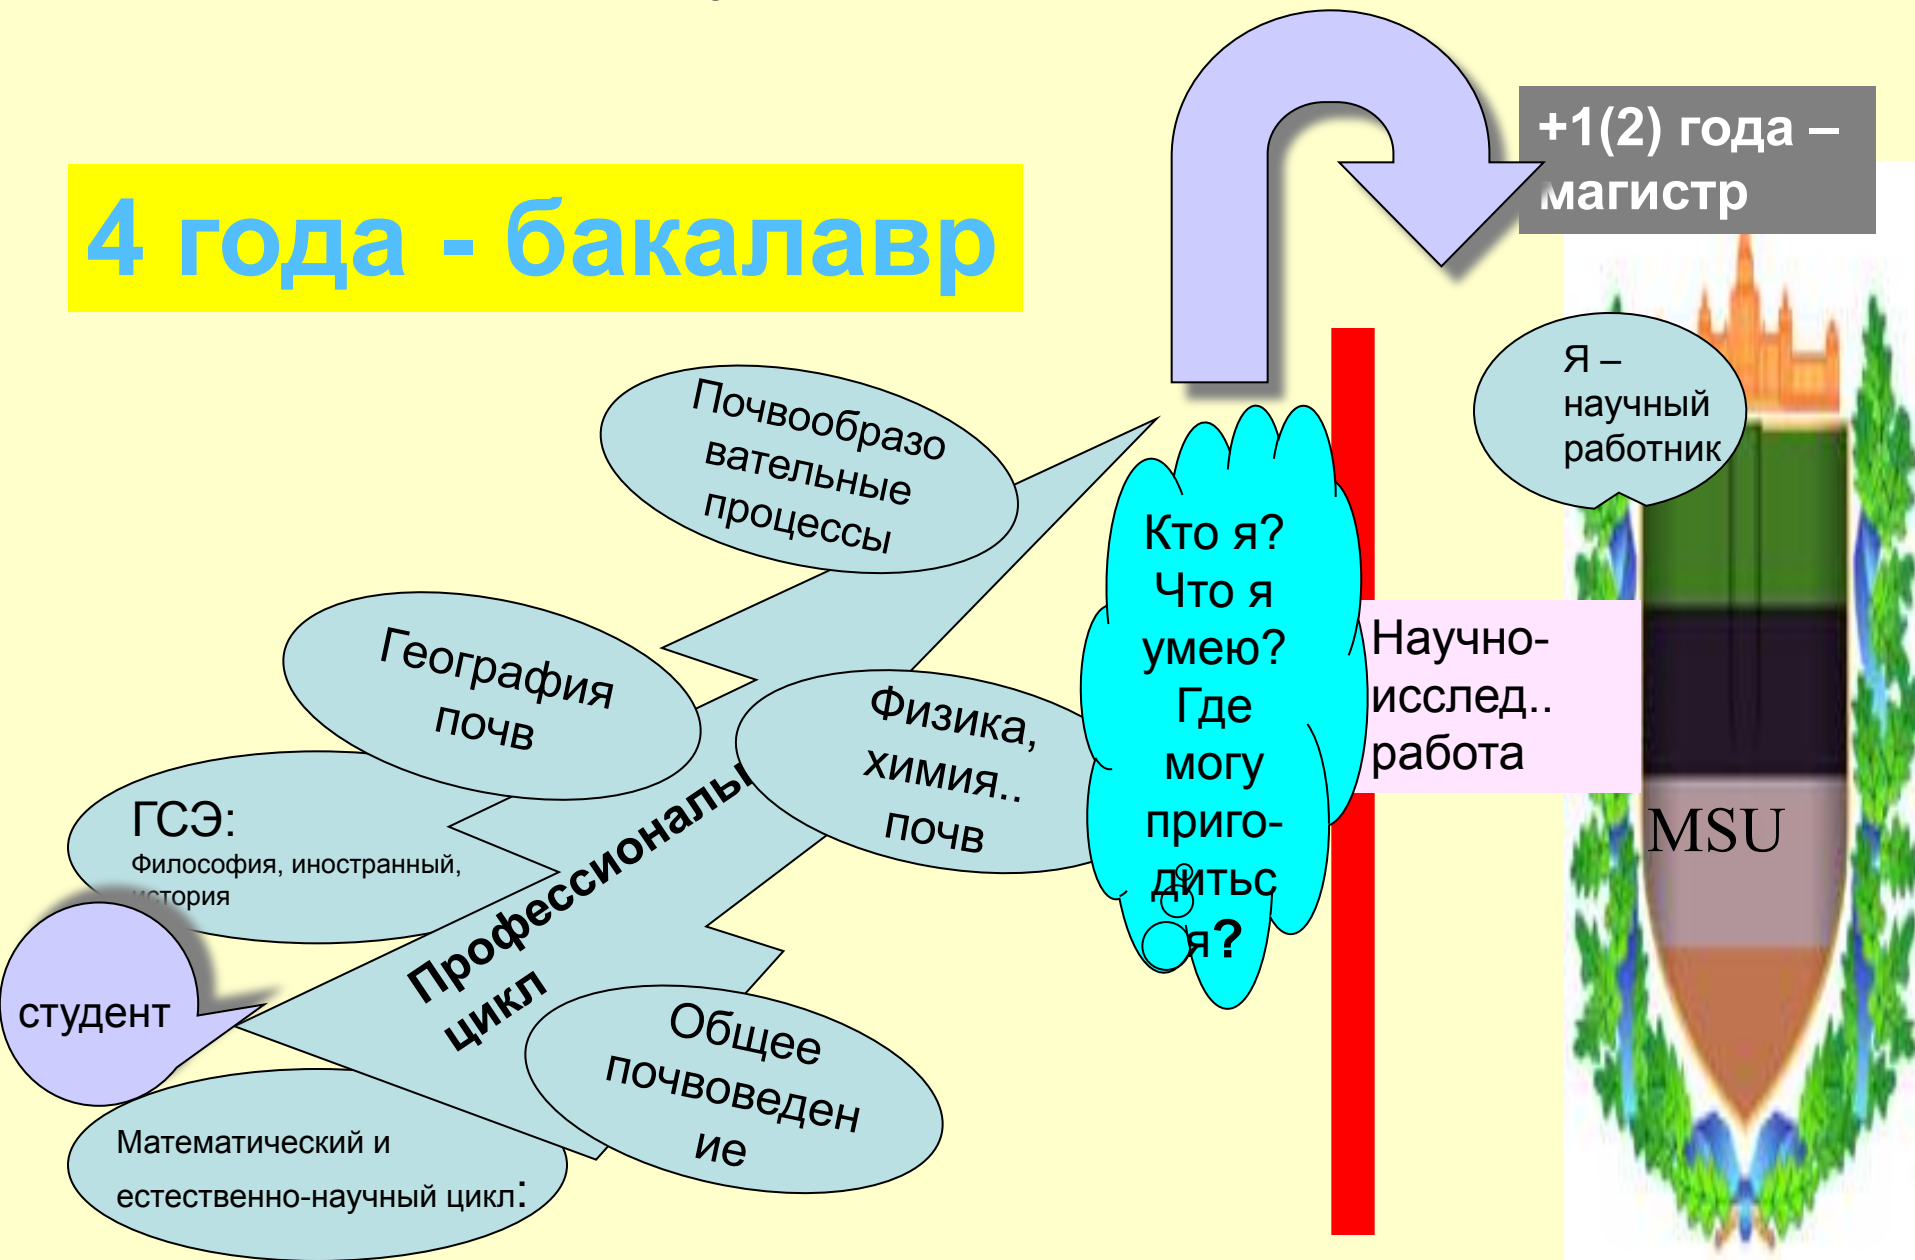 +1(2) года –
магистр
4 года - бакалавр
Я –
научный
работник
Почвообразо
вательные
процессы
Кто я?
Что я
умею?
Где
могу
приго-
дитьс
я?
География
почв
Научно-
исслед..
работа
Физика,
химия..
почв
ГСЭ:
Философия, иностранный,
история
MSU
Профессиональ
цикл
студент
Общее
почвоведен
ие
Математический и
естественно-научный цикл: